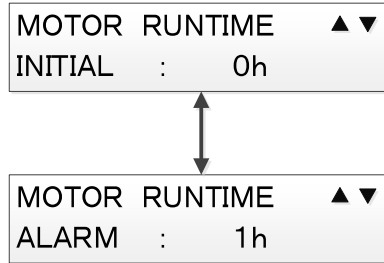 MOTOR RUNTIME ▲ ▼
INITIAL : 0h
MOTOR RUNTIME ▲ ▼
ALARM : 1h